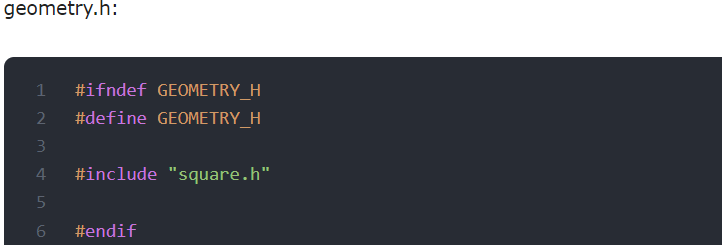 geometry.h:
1 #ifndef GEOMETRY_H
2 #define GEOMETRY_H
3
4 #include "square.h"
5
6 #endif